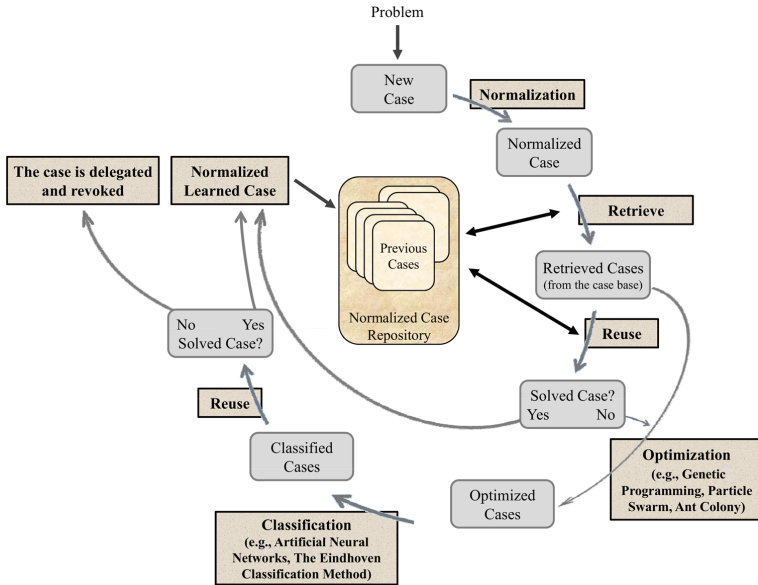 Problem
New
Case
Normalization
Normalized
Case
The case is delegated
and revoked
Normalized
Learned Case
Previous
Cases
Normalized Case
Repository
Retrieve
Retrieved Cases
(from the case base)
Reuse
No Yes
Solved Case?
Solved Case?
Yes No
Reuse
Classified
Cases
Optimized
Cases
Optimization
(e.g., Genetic
Programming, Particle
Swarm, Ant Colony)
Classification
(e.g., Artificial Neural
Networks, The Eindhoven
Classification Method)